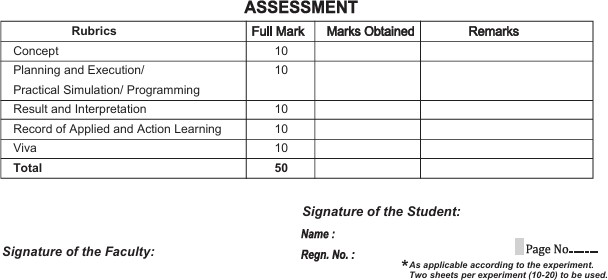 ASSESSMENT
Rubrics Full Mark Marks Obtained Remarks
Concept 10
Planning and Execution/ 10
Practical Simulation/ Programming
Result and Interpretation 10
Record of Applied and Action Learning 10
Viva 10
Total 50
Signature of the Student:
Name :
Signature of the Faculty: Regn. No. : Page No.____
*As applicable according to the experiment.
Two sheets per experiment (10-20) to be used.